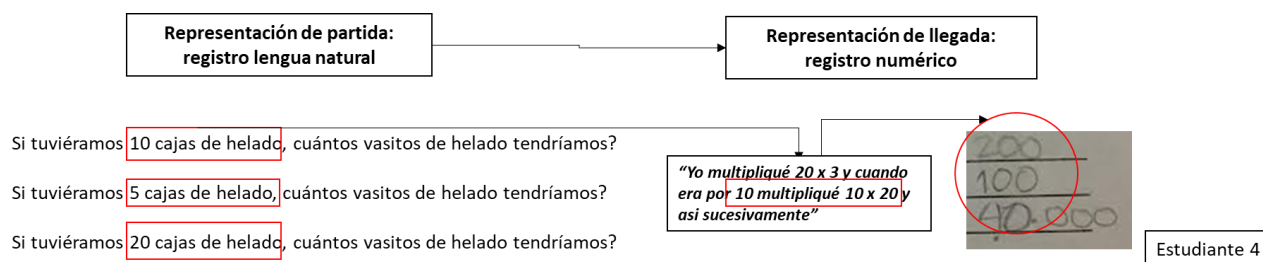 Representación de partida:
registro lengua natural
Representación de llegada:
registro numérico
Si tuviéramos 10 cajas de helado, cuántos vasitos de helado tendríamos?
Si tuviéramos 5 cajas de helado, cuántos vasitos de helado tendríamos?
Si tuviéramos 20 cajas de helado, cuántos vasitos de helado tendríamos?
“Yo multipliqué 20 x 3 y cuando
era por 10 multipliqué 10 x 20 y
asi sucesivamente”
200
100
40.000
Estudiante 4